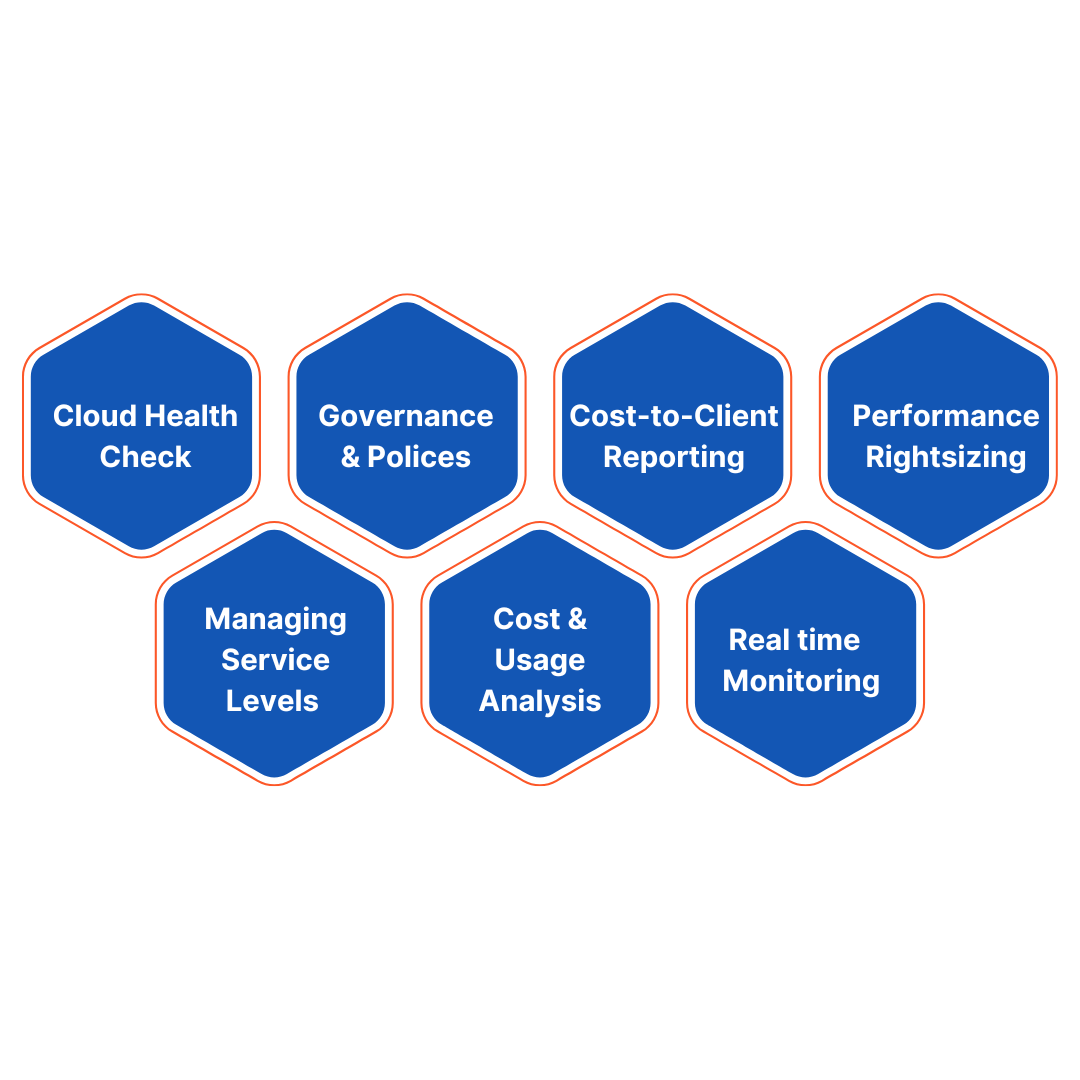 Cloud Health
Check
Governance
& Polices
Cost-to-Client
Reporting
Performance
Rightsizing
Managing
Service
Levels
Cost &
Usage
Analysis
Real time
Monitoring